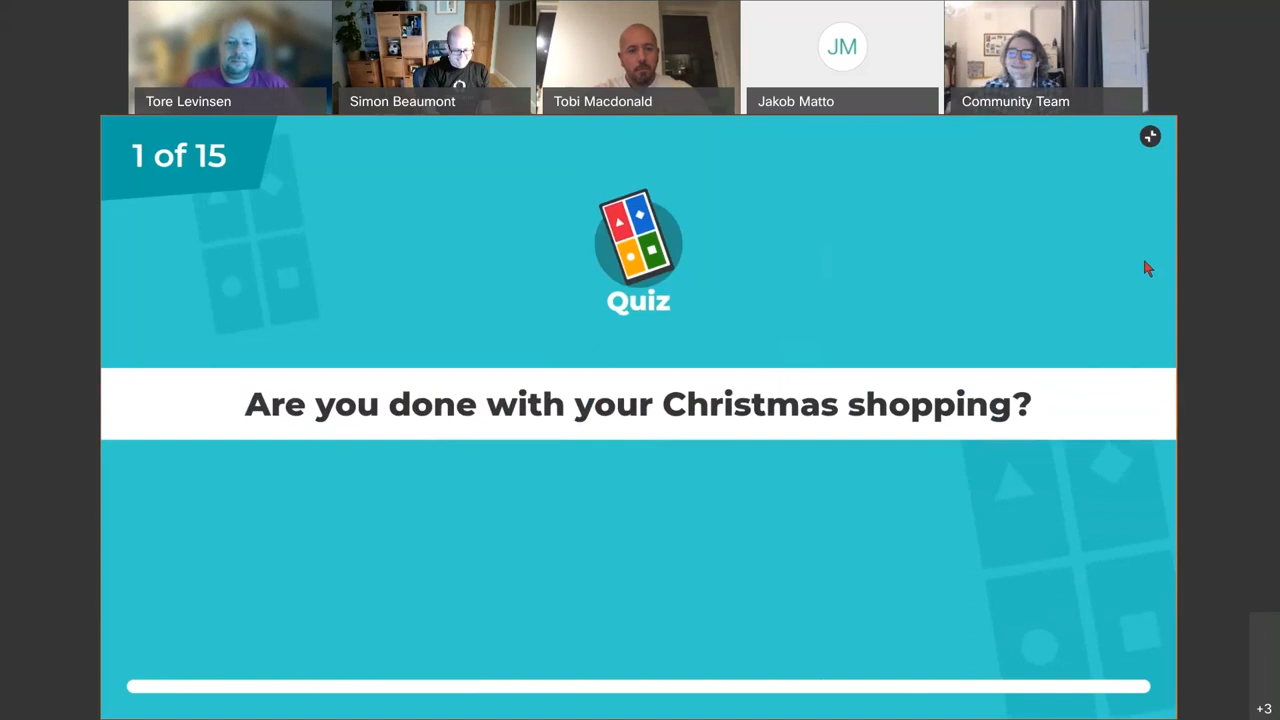 Tore Levinsen
Simon Beaumont
Tobi Macdonald
JM
Jakob Matto
Community Team
1 of 15
Quiz
Are you done with your Christmas shopping?
+3